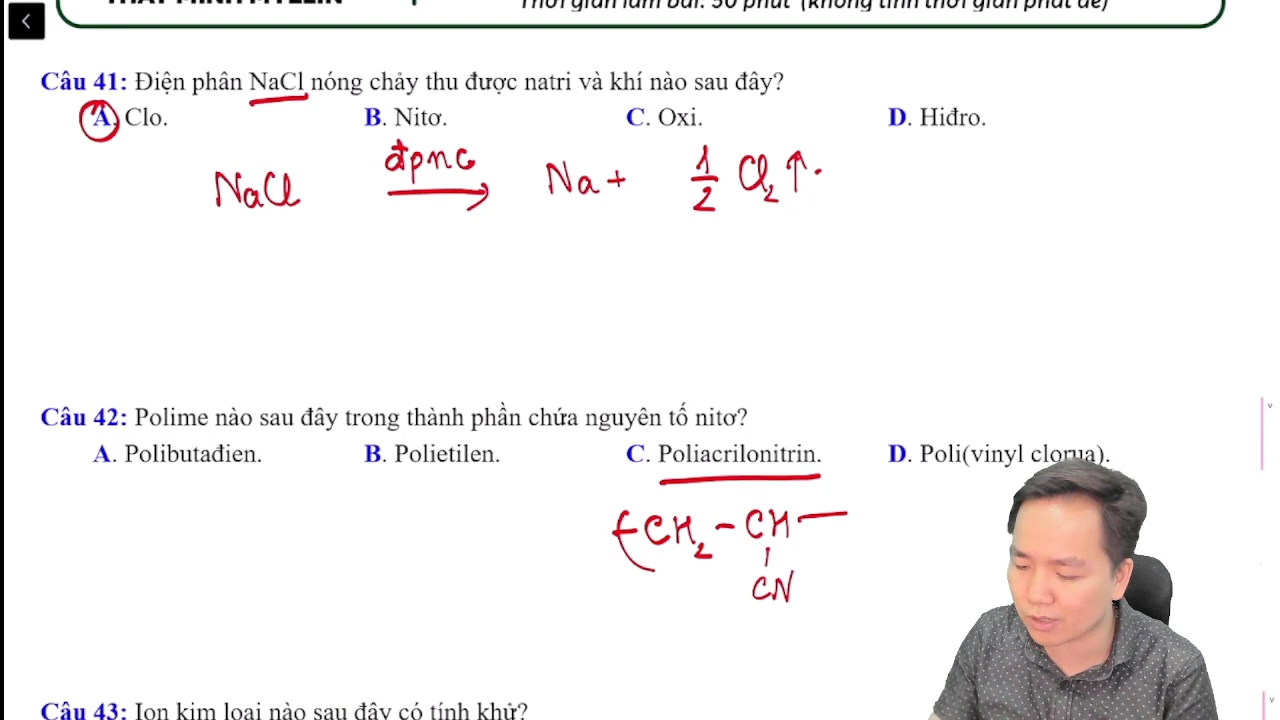 THẦY MINH MYELIN
Thời gian làm bài: 50 phút (không tính thời gian phát đề)
Câu 41: Điện phân NaCl nóng chảy thu được natri và khí nào sau đây?
A. Clo. B. Nitơ. C. Oxi. D. Hiđro.
NaCl đpnc Na + 1/2 Cl2 ↑.
Câu 42: Polime nào sau đây trong thành phần chứa nguyên tố nitơ?
A. Polibutađien. B. Polietilen. C. Poliacrilonitrin. D. Poli(vinyl clorua).
(CH2 - CH
CN
Câu 43: Ion kim loại nào sau đây có tính khử?